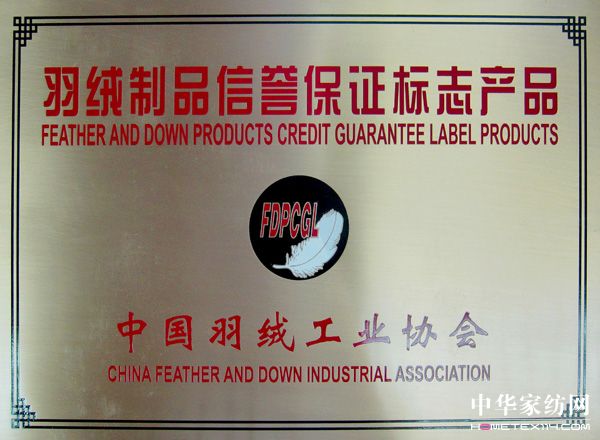 羽绒制品信誉保证标志产品
FEATHER AND DOWN PRODUCTS CREDIT GUARANTEE LABEL PRODUCTS
FDPCGL
中国羽绒工业协会
CHINA FEATHER AND DOWN INDUSTRIAL ASSOCIATION
中华家纺网
HOMETEX114.COM